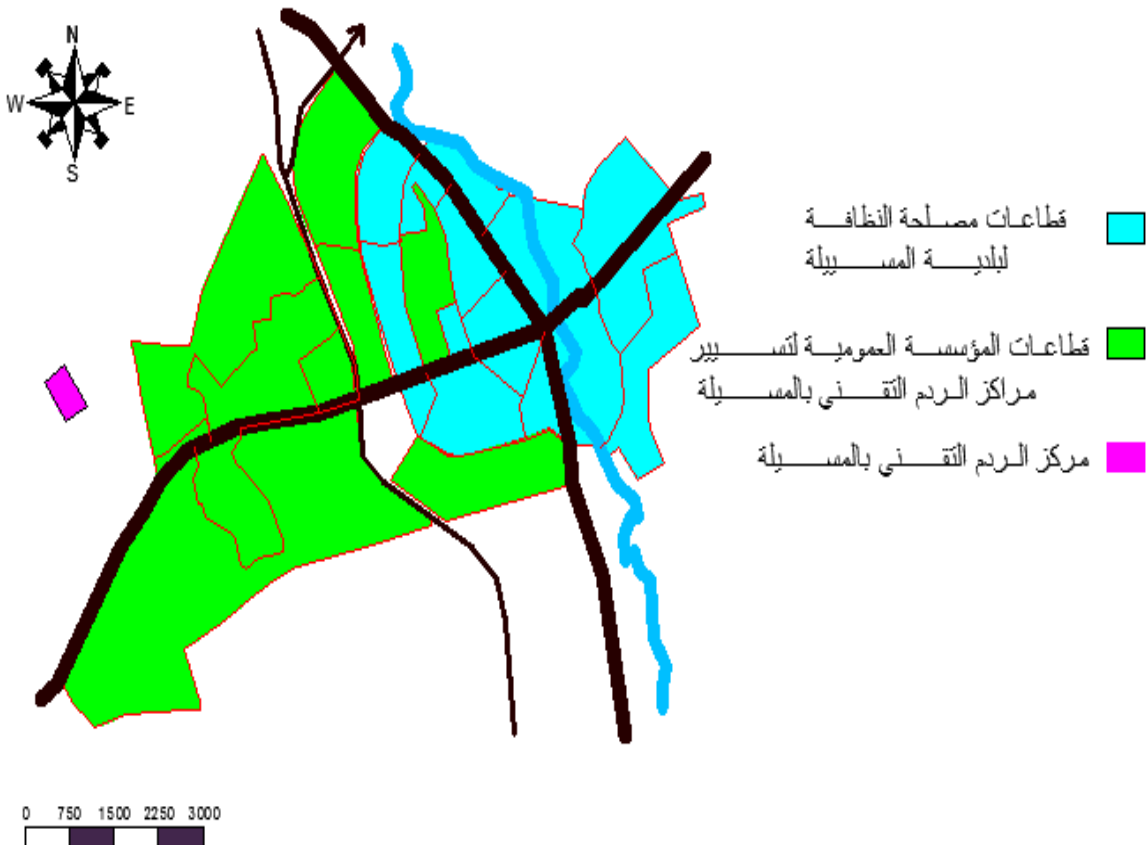 N
W E
S
قطاعات مصلحة النظافة
لبلدية المسيلة
قطاعات المؤسسة العمومية لتسيير
مراكز الردم التقني بالمسيلة
مركز الردم التقني بالمسيلة
0 750 1500 2250 3000